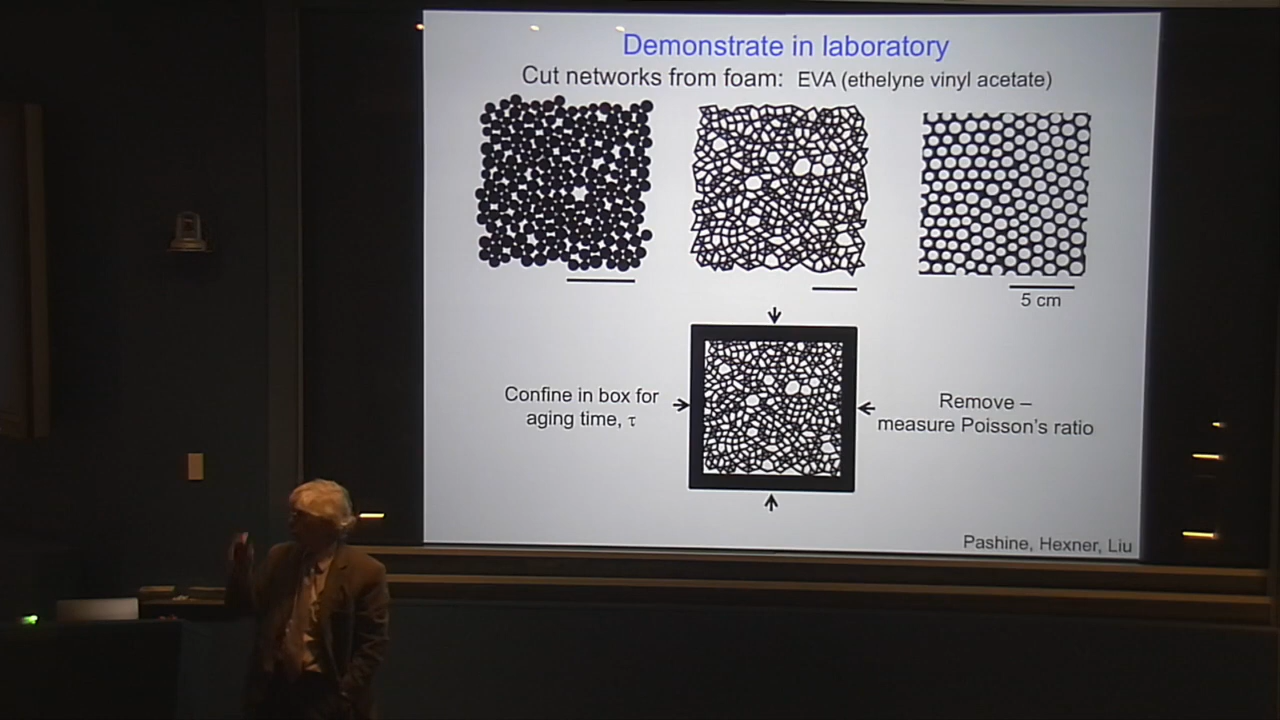 Demonstrate in laboratory
Cut networks from foam: EVA (ethelyne vinyl acetate)
5 cm
Confine in box for
aging time, τ
Remove –
measure Poisson's ratio
Pashine, Hexner, Liu